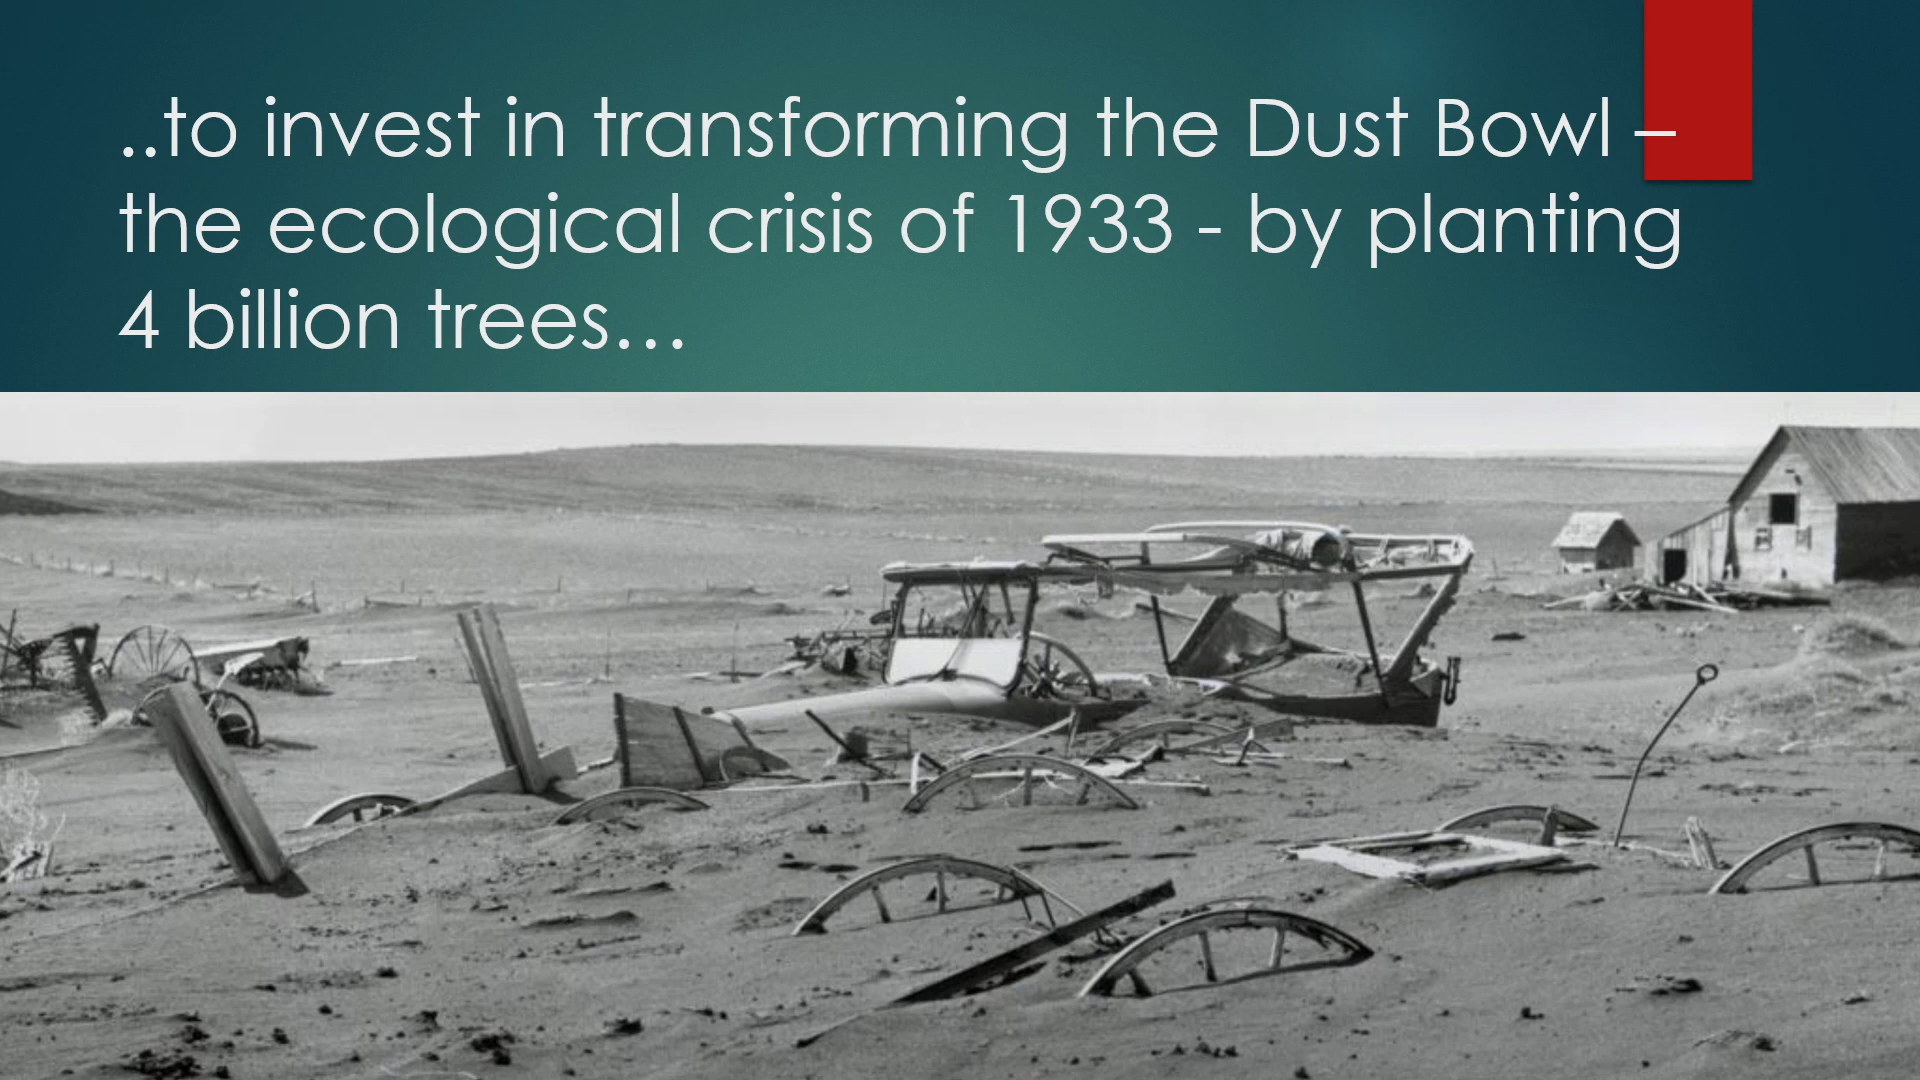 ..to invest in transforming the Dust Bowl –
the ecological crisis of 1933 - by planting
4 billion trees…